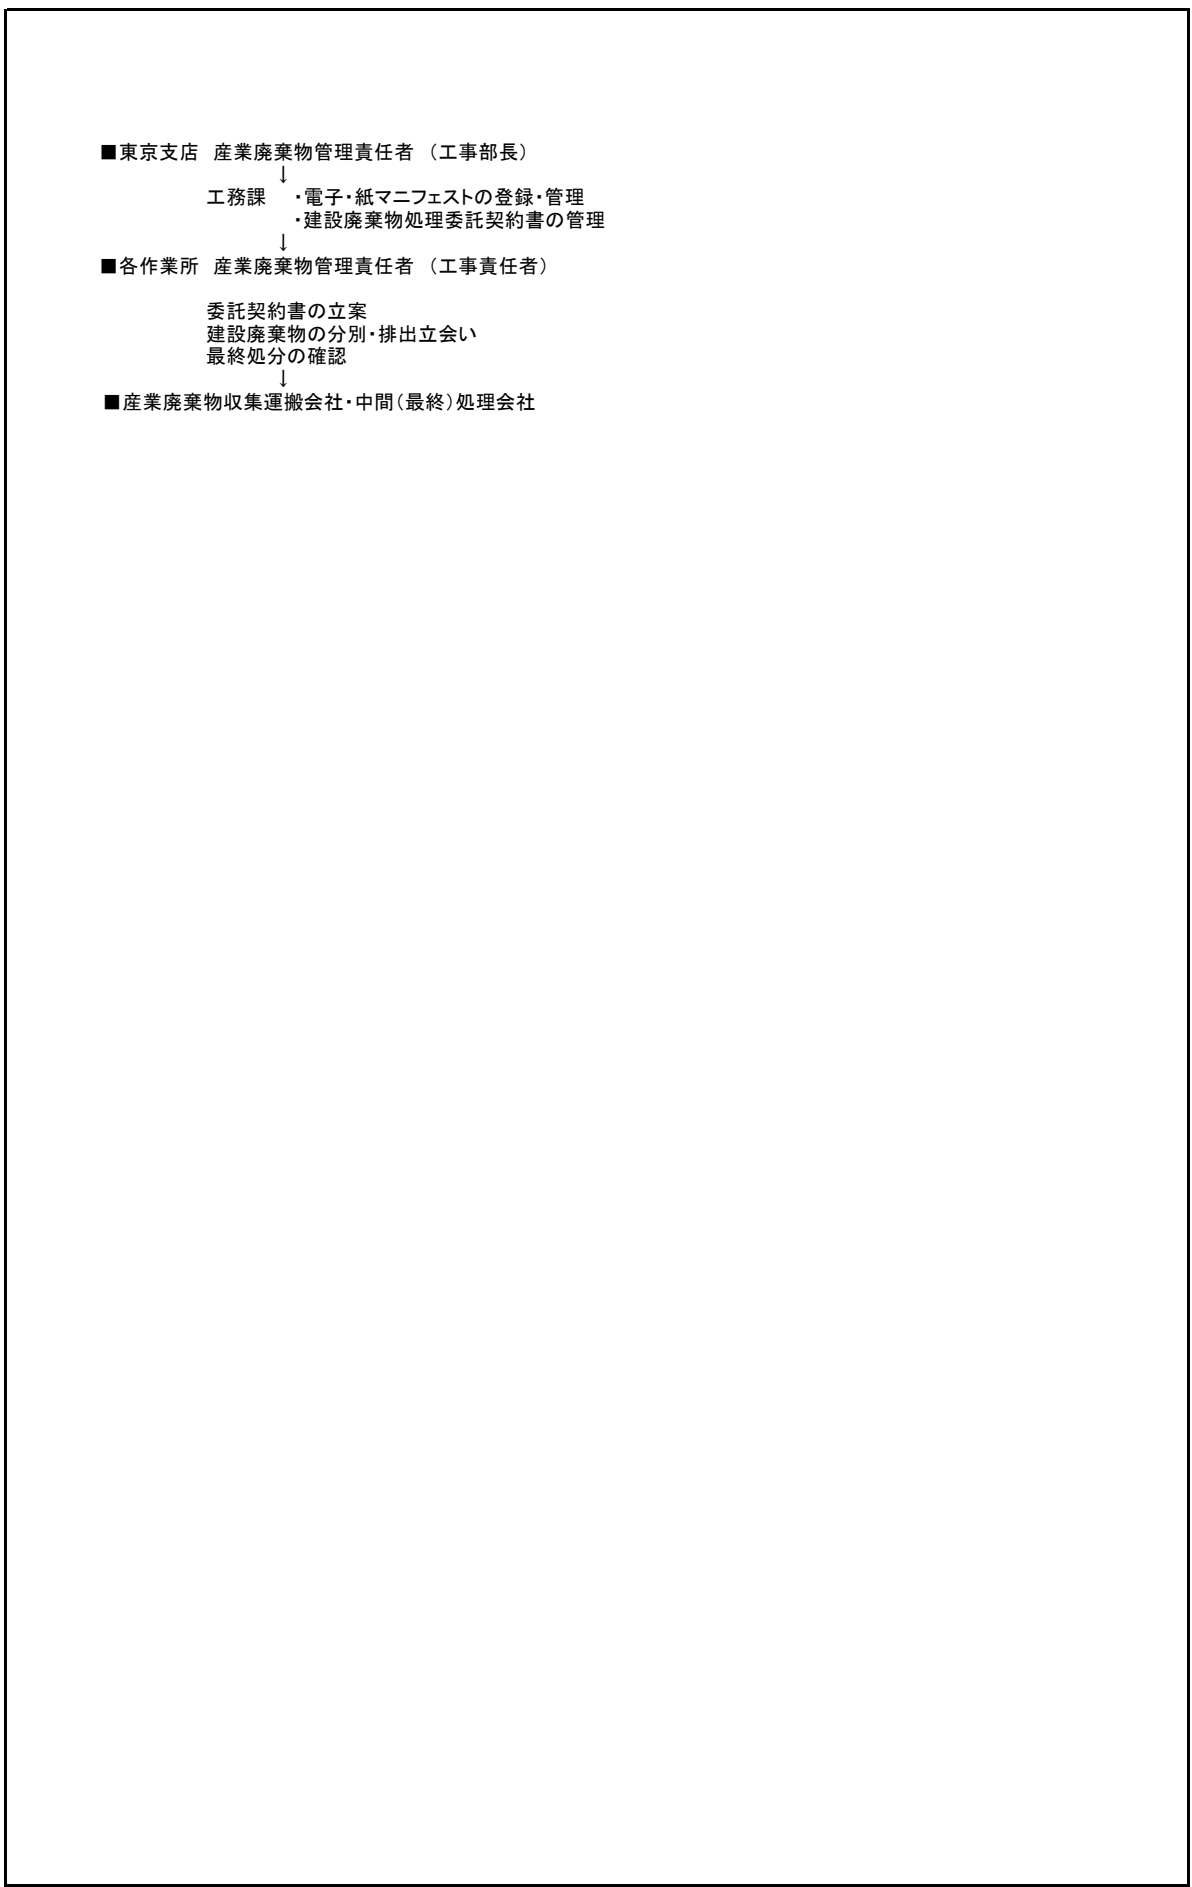 ■東京支店　産業廃棄物管理責任者　（工事部長）
↓
工務課　・電子・紙マニフェストの登録・管理
・建設廃棄物処理委託契約書の管理
↓
■各作業所　産業廃棄物管理責任者　（工事責任者）
委託契約書の立案
建設廃棄物の分別・排出立会い
最終処分の確認
↓
■産業廃棄物収集運搬会社・中間（最終）処理会社